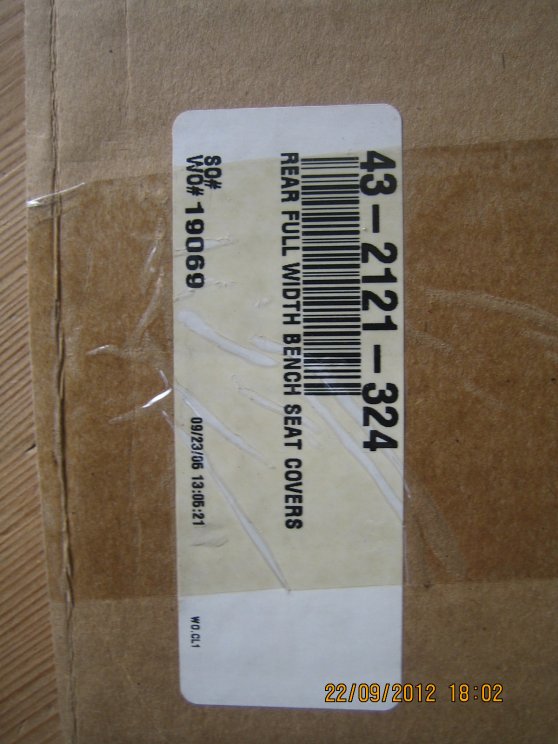 43-2121-324
REAR FULL WIDTH BENCH SEAT COVERS
SO#
WO# 19069
09/23/06 13:05:21
WO.CL1
22/09/2012 18:02